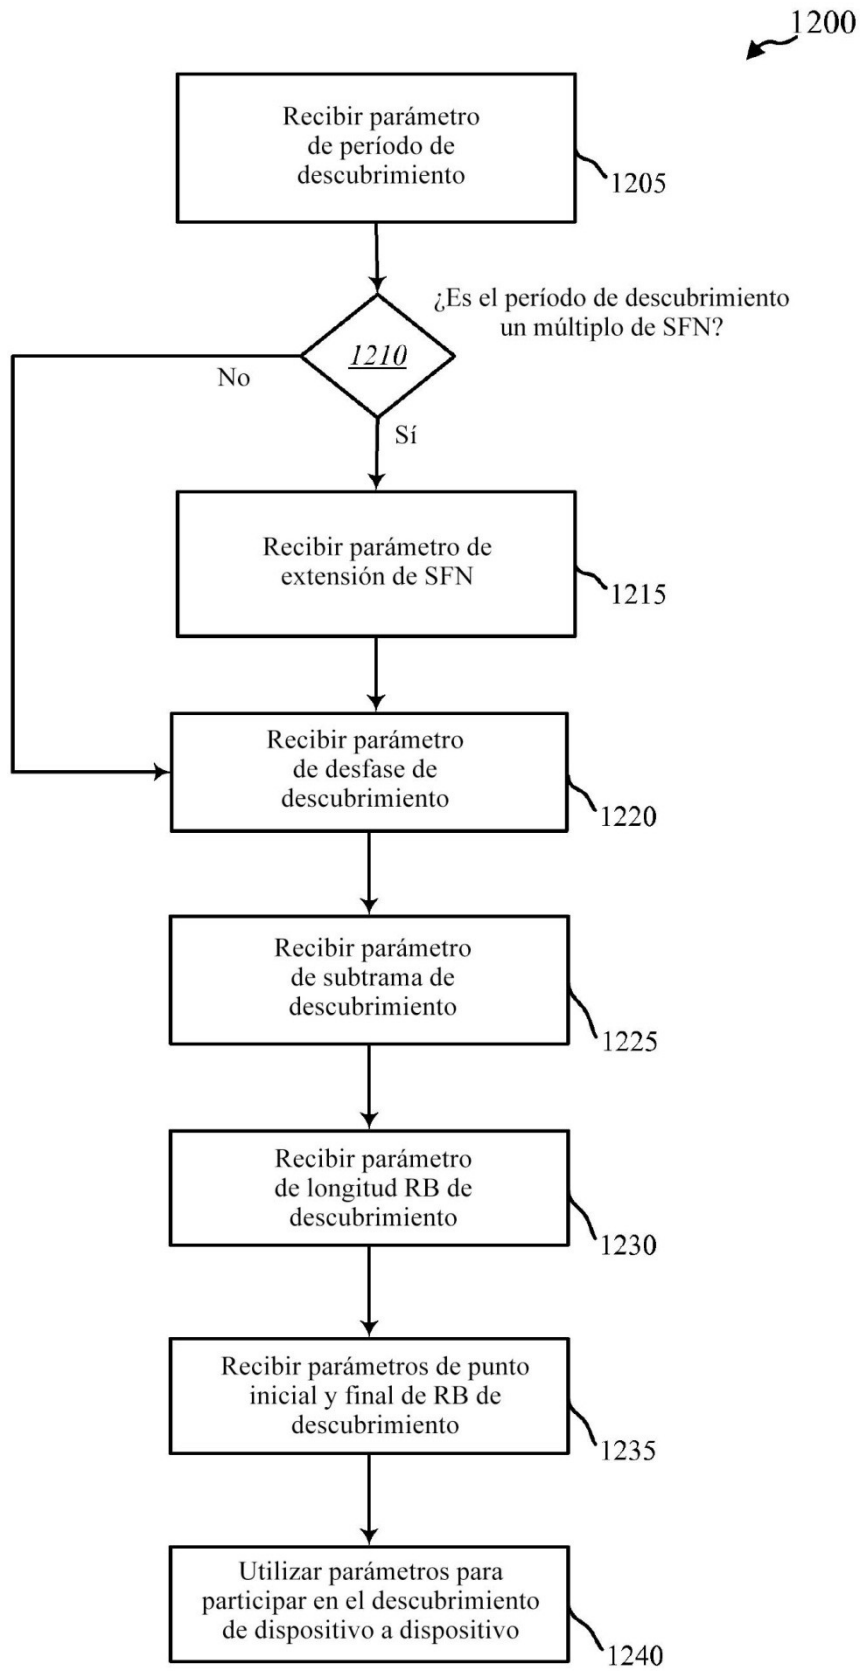 1200
Recibir parámetro
de período de
descubrimiento
1205
¿Es el período de descubrimiento
un múltiplo de SFN?
1210
No
Sí
Recibir parámetro de
extensión de SFN
1215
Recibir parámetro
de desfase de
descubrimiento
1220
Recibir parámetro
de subtrama de
descubrimiento
1225
Recibir parámetro
de longitud RB de
descubrimiento
1230
Recibir parámetros de punto
inicial y final de RB de
descubrimiento
1235
Utilizar parámetros para
participar en el descubrimiento
de dispositivo a dispositivo
1240